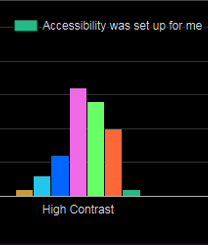 Accessibility was set up for me
High Contrast